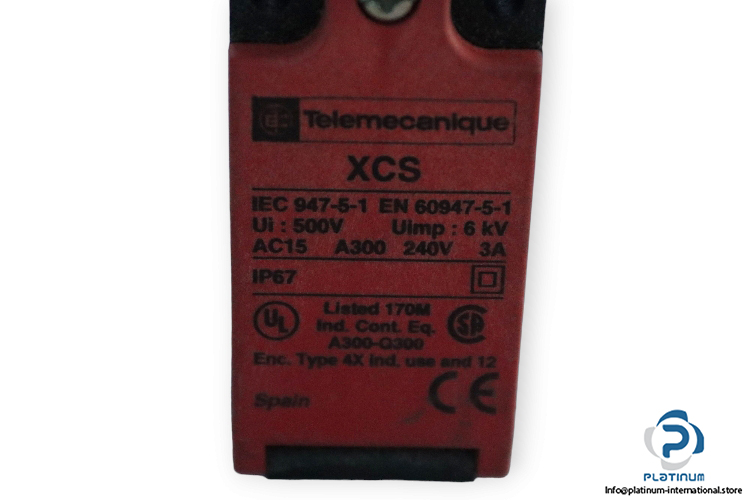 Telemecanique
XCS
IEC 947-5-1 EN 60947-5-1
Ui : 500V Uimp : 6 kV
AC15 A300 240V 3A
IP67
UL Listed 170M SA
Ind. Cont. Eq.
A300-Q300
Enc. Type 4X ind. use and 12
Spain CE
PLATINUM
Info@platinum-international.store